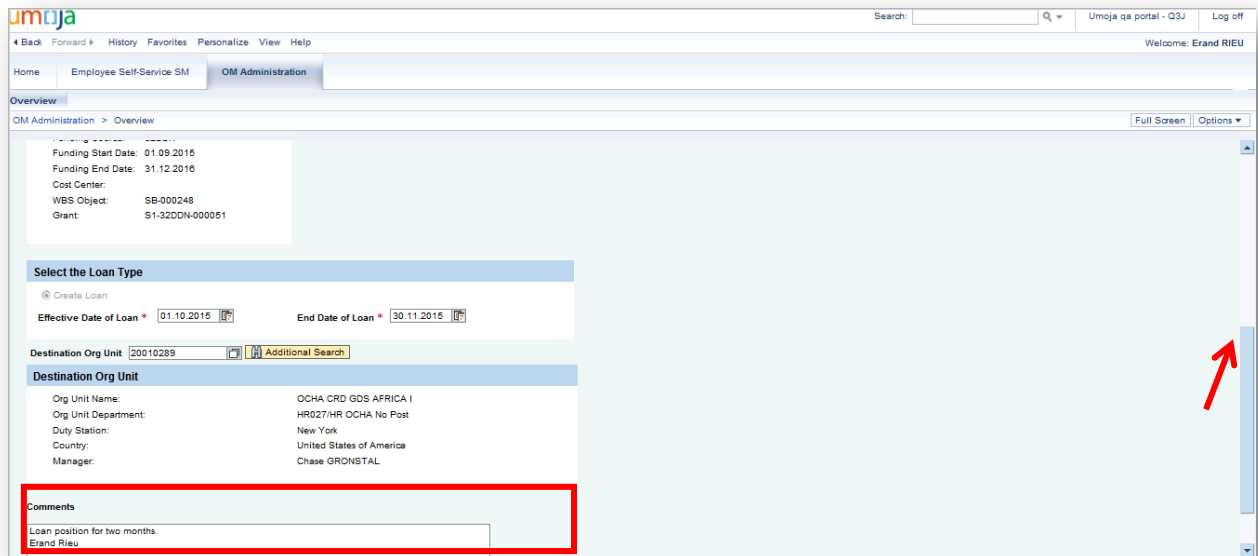 umoja Search: Umoja qa portal - Q3J Log off
Back Forward History Favorites Personalize View Help Welcome: Erand RIEU
Home Employee Self-Service SM OM Administration
Overview
OM Administration > Overview Full Screen Options
Funding Start Date: 01.09.2015
Funding End Date: 31.12.2016
Cost Center:
WBS Object: SB-000248
Grant: S1-32DDN-000051
Select the Loan Type
Create Loan
Effective Date of Loan * 01.10.2015 End Date of Loan * 30.11.2015
Destination Org Unit 20010289 Additional Search
Destination Org Unit
Org Unit Name: OCHA CRD GDS AFRICA I
Org Unit Department: HR027/HR OCHA No Post
Duty Station: New York
Country: United States of America
Manager: Chase GRONSTAL
Comments
Loan position for two months.
Erand Rieu